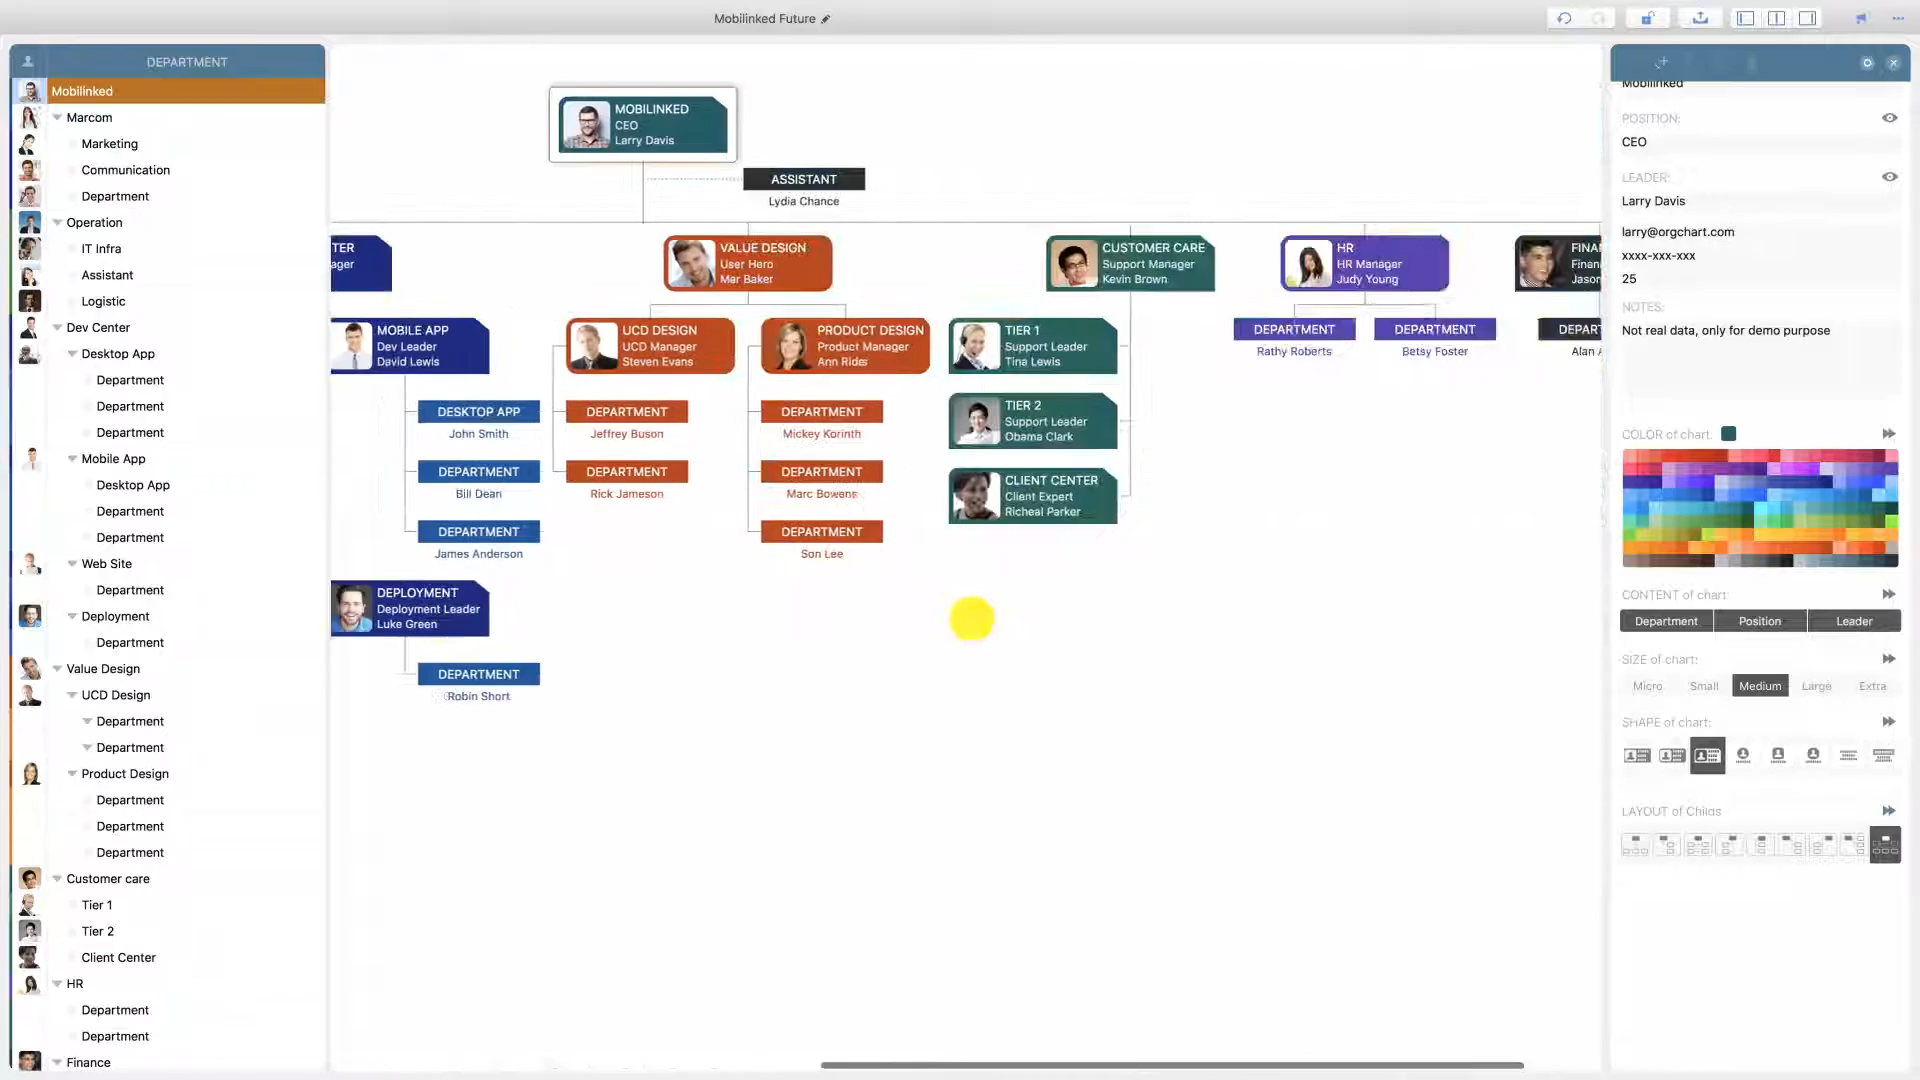 Mobilinked Future
DEPARTMENT
Mobilinked
Marcom
Marketing
Communication
Department
Operation
IT Infra
Assistant
Logistic
Dev Center
Desktop App
Department
Department
Department
Mobile App
Desktop App
Department
Department
Web Site
Department
Deployment
Department
Value Design
UCD Design
Department
Department
Product Design
Department
Department
Department
Customer care
Tier 1
Tier 2
Client Center
HR
Department
Department
Finance
MOBILINKED
CEO
Larry Davis
ASSISTANT
Lydia Chance
TER
ager
VALUE DESIGN
User Hero
Mar Baker
CUSTOMER CARE
Support Manager
Kevin Brown
HR
HR Manager
Judy Young
FINA
Finan
Jason
MOBILE APP
Dev Leader
David Lewis
UCD DESIGN
UCD Manager
Steven Evans
PRODUCT DESIGN
Product Manager
Ann Rides
TIER 1
Support Leader
Tina Lewis
DEPARTMENT
Rathy Roberts
DEPARTMENT
Betsy Foster
DEPART
Alan A
DESKTOP APP
John Smith
DEPARTMENT
Jeffrey Buson
DEPARTMENT
Mickey Korinth
TIER 2
Support Leader
Obama Clark
DEPARTMENT
Bill Dean
DEPARTMENT
Rick Jameson
DEPARTMENT
Marc Bowens
CLIENT CENTER
Client Expert
Richeal Parker
DEPARTMENT
James Anderson
DEPARTMENT
Son Lee
DEPLOYMENT
Deployment Leader
Luke Green
DEPARTMENT
Robin Short
Mobilinked
POSITION:
CEO
LEADER:
Larry Davis
larry@orgchart.com
xxxx-xxx-xxx
25
NOTES:
Not real data, only for demo purpose
COLOR of chart:
CONTENT of chart
Department Position Leader
SIZE of chart:
Micro Small Medium Large Extra
SHAPE of chart:
LAYOUT of Childs